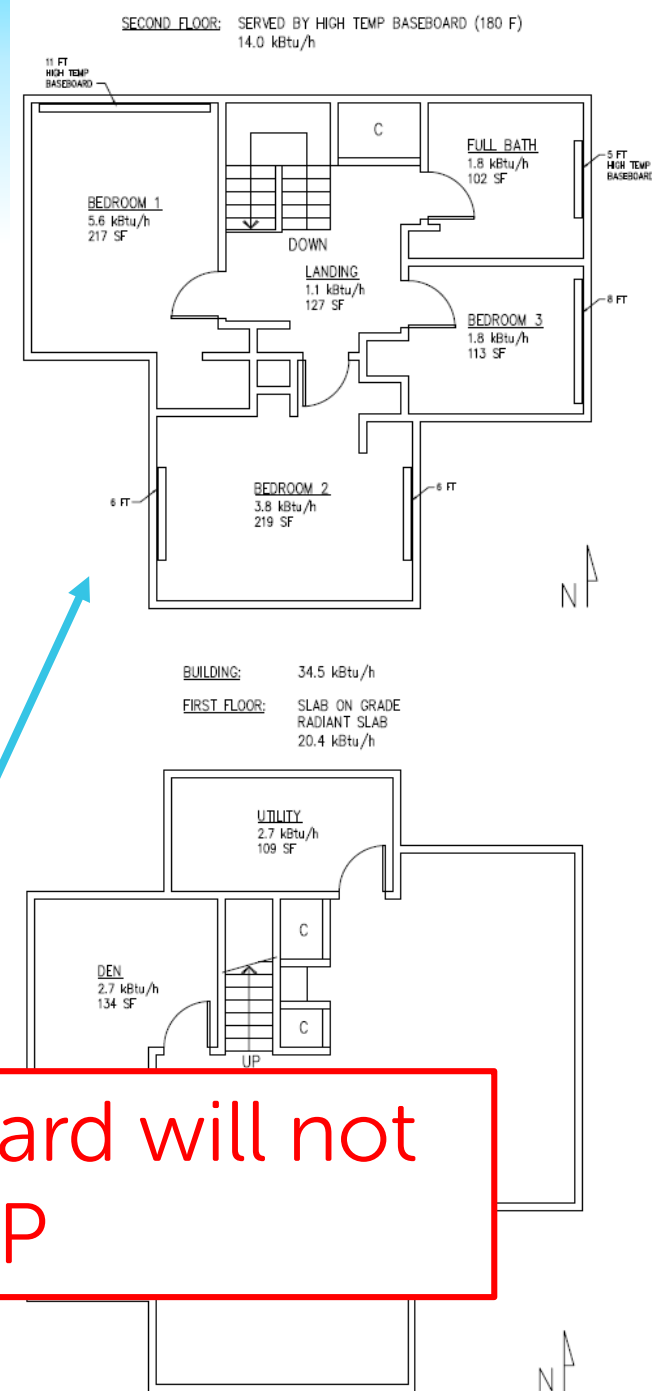 SECOND FLOOR: SERVED BY HIGH TEMP BASEBOARD (180 F)
14.0 kBtu/h
11 FT
HIGH TEMP
BASEBOARD
C
FULL BATH
1.8 kBtu/h
102 SF
5 FT
HIGH TEMP
BASEBOARD
BEDROOM 1
5.6 kBtu/h
217 SF
DOWN
LANDING
1.1 kBtu/h
127 SF
8 FT
BEDROOM 3
1.8 kBtu/h
113 SF
6 FT
BEDROOM 2
3.8 kBtu/h
219 SF
6 FT
N
BUILDING: 34.5 kBtu/h
FIRST FLOOR: SLAB ON GRADE
RADIANT SLAB
20.4 kBtu/h
UTILITY
2.7 kBtu/h
109 SF
C
DEN
2.7 kBtu/h
134 SF
C
UP
ard will not
P
N